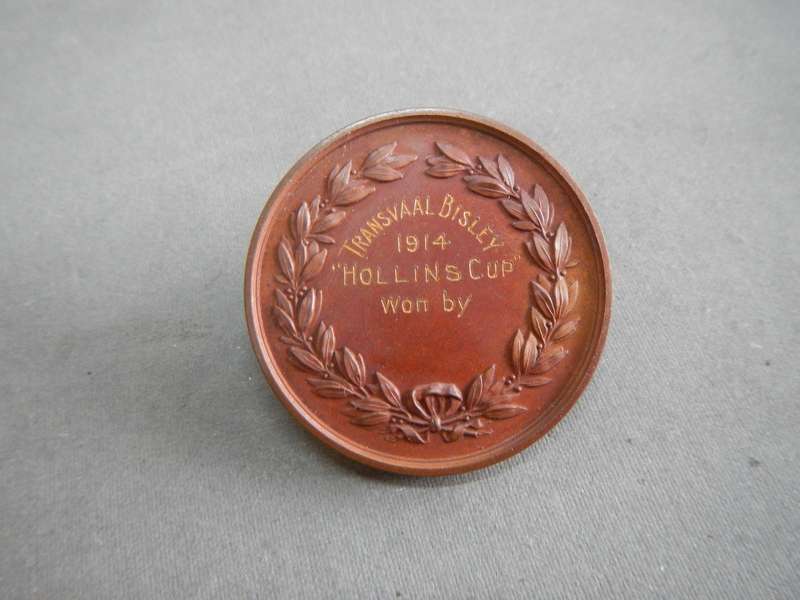 TRANSVAAL BISLEY
1914
"HOLLINS CUP"
Won by